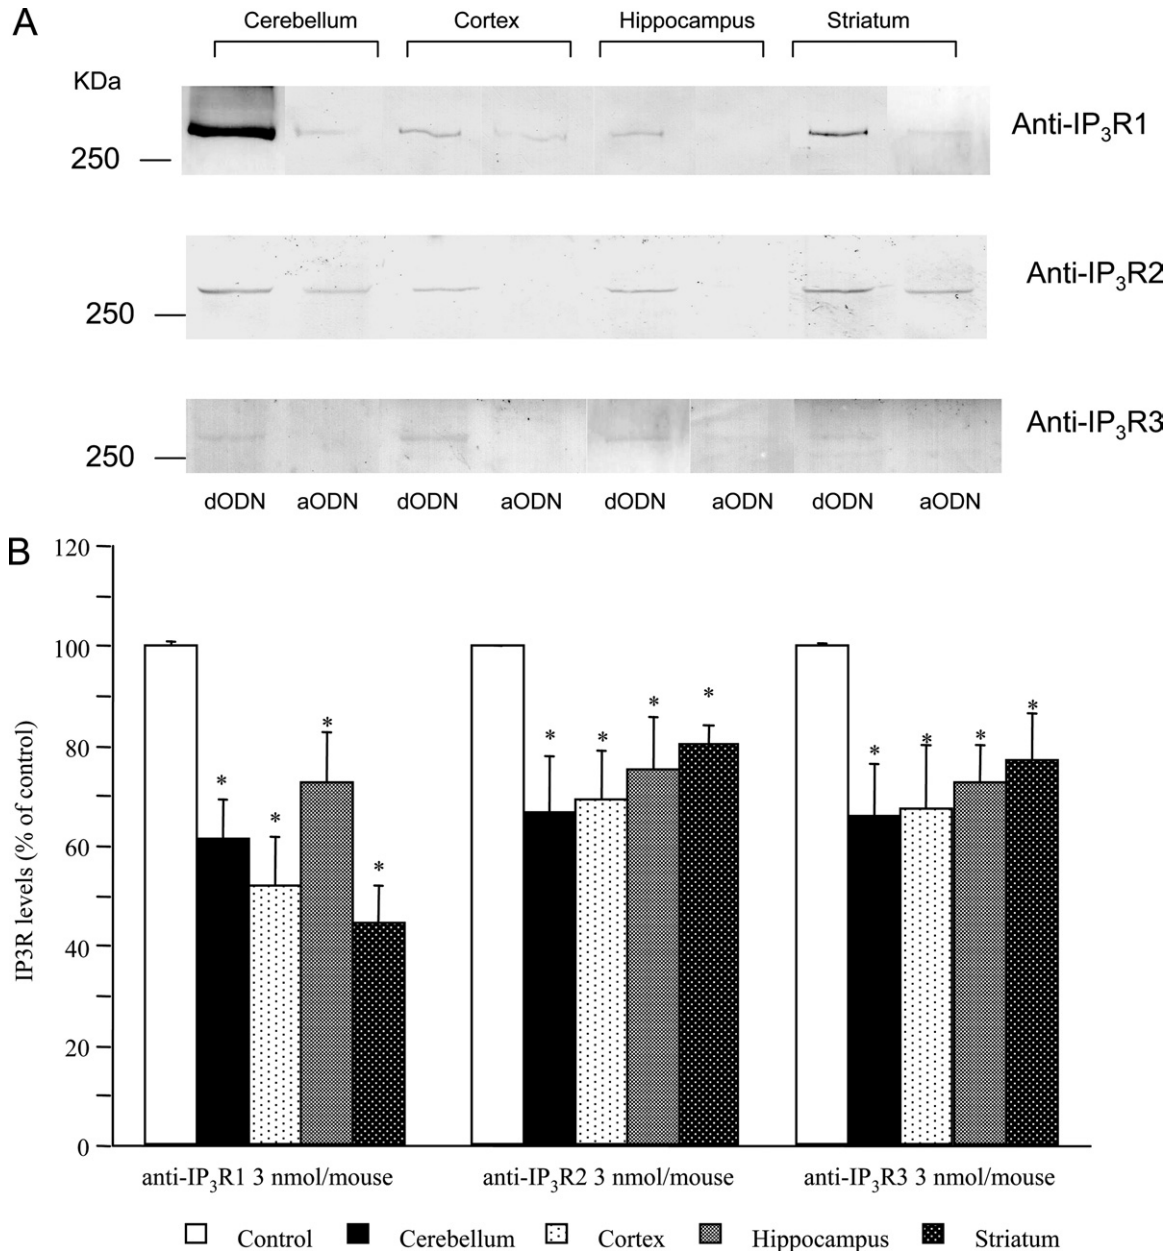 A
Cerebellum Cortex Hippocampus Striatum
KDa
Anti-IP3R1
250
Anti-IP3R2
250
Anti-IP3R3
250
dODN aODN dODN aODN dODN aODN dODN aODN
B
120
100
80
60
40
20
0
IP3R levels (% of control)
* * * *
* * * *
* * * *
anti-IP3R1 3 nmol/mouse anti-IP3R2 3 nmol/mouse anti-IP3R3 3 nmol/mouse
Control Cerebellum Cortex Hippocampus Striatum